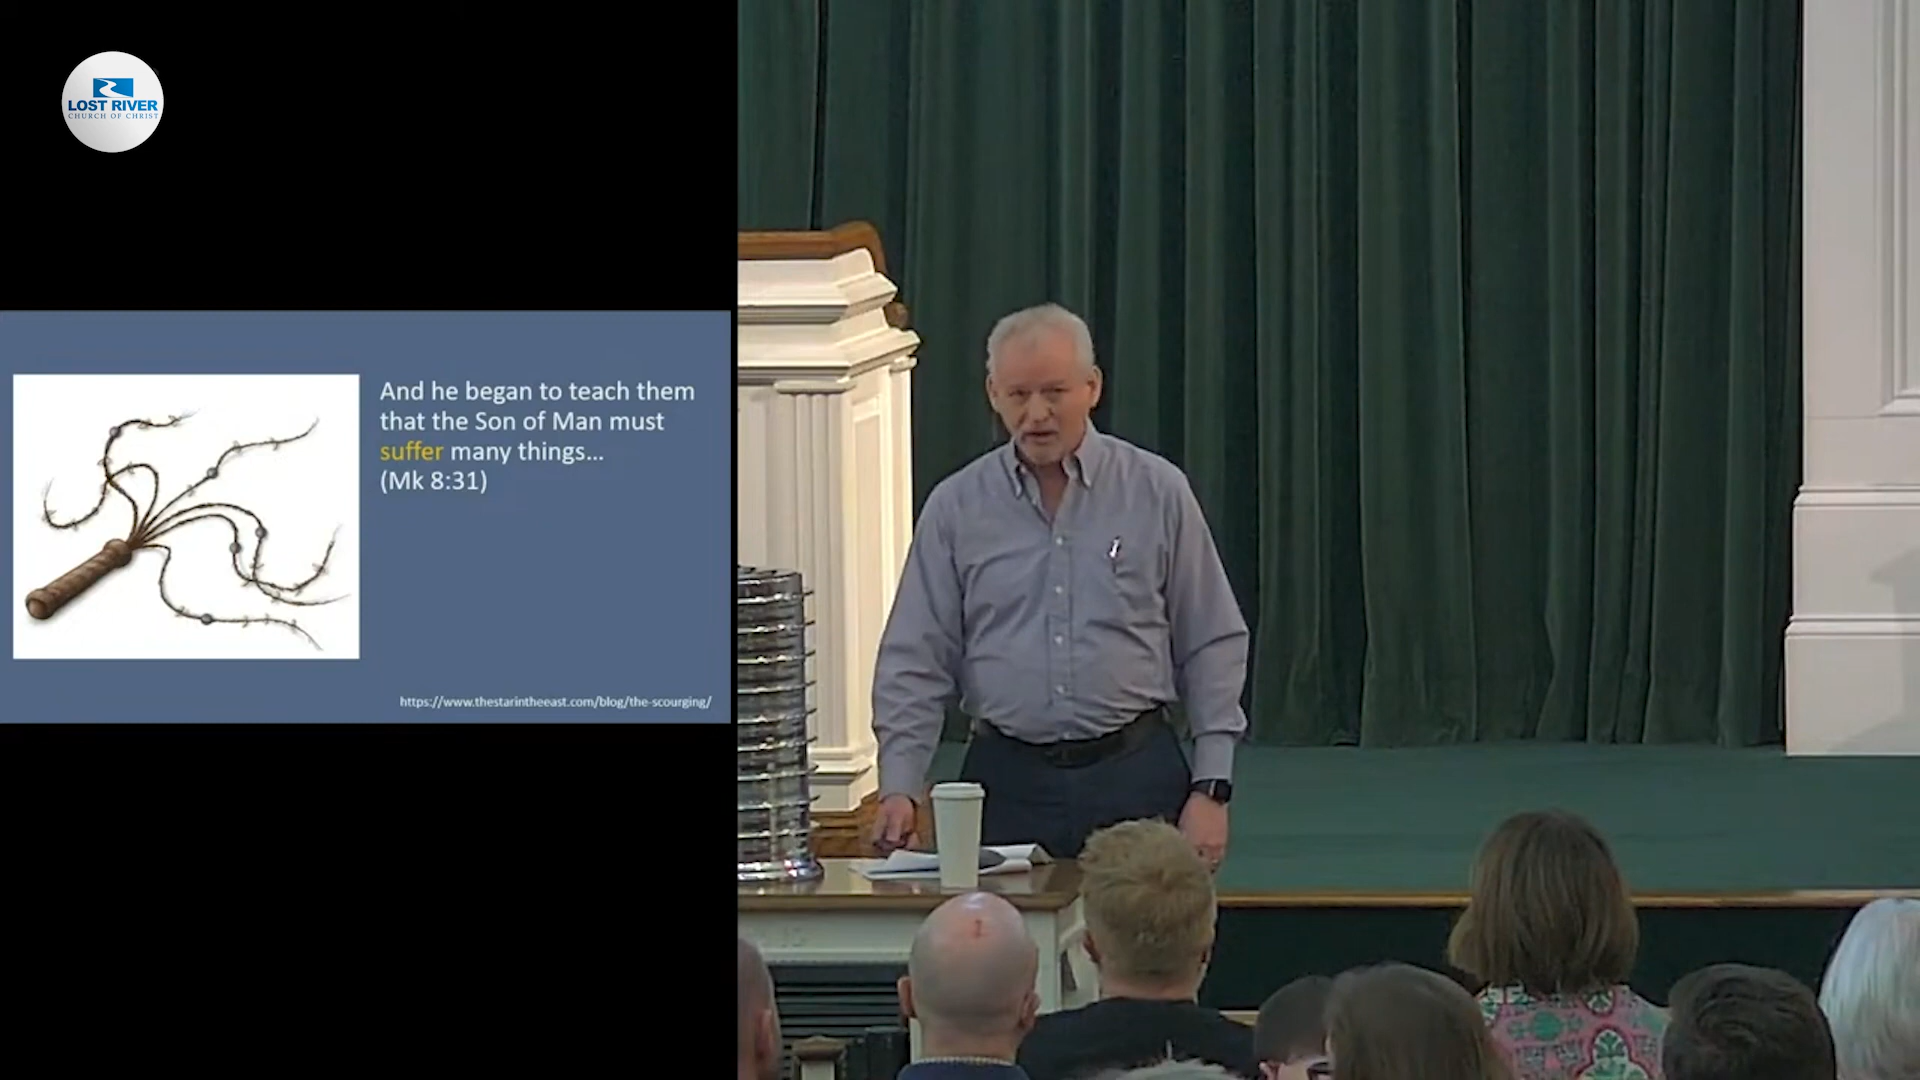 LOST RIVER
CHURCH OF CHRIST
And he began to teach them
that the Son of Man must
suffer many things...
(Mk 8:31)
https://www.thestarintheeast.com/blog/the-scourging/